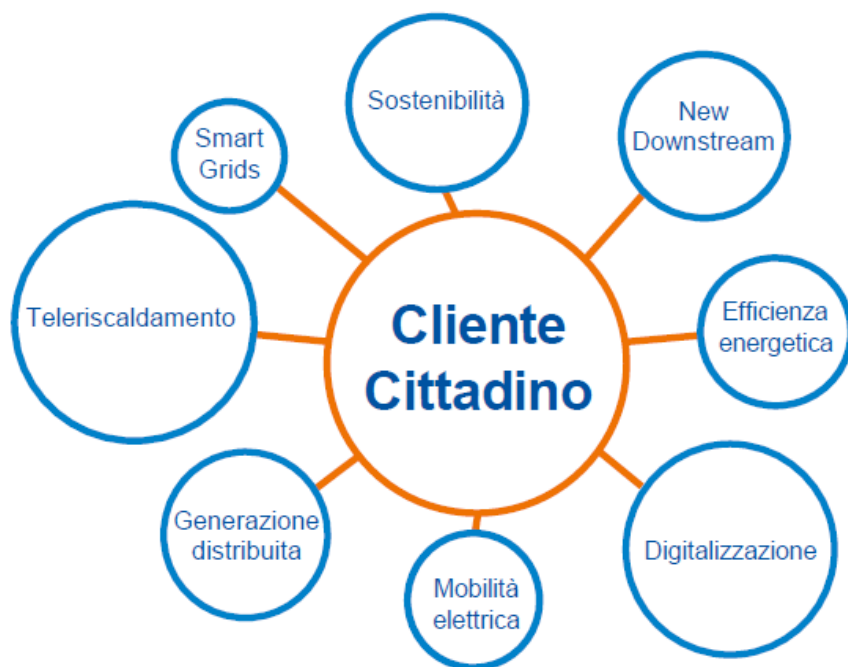 Sostenibilità
New
Downstream
Smart
Grids
Teleriscaldamento
Cliente
Cittadino
Efficienza
energetica
Generazione
distribuita
Digitalizzazione
Mobilità
elettrica